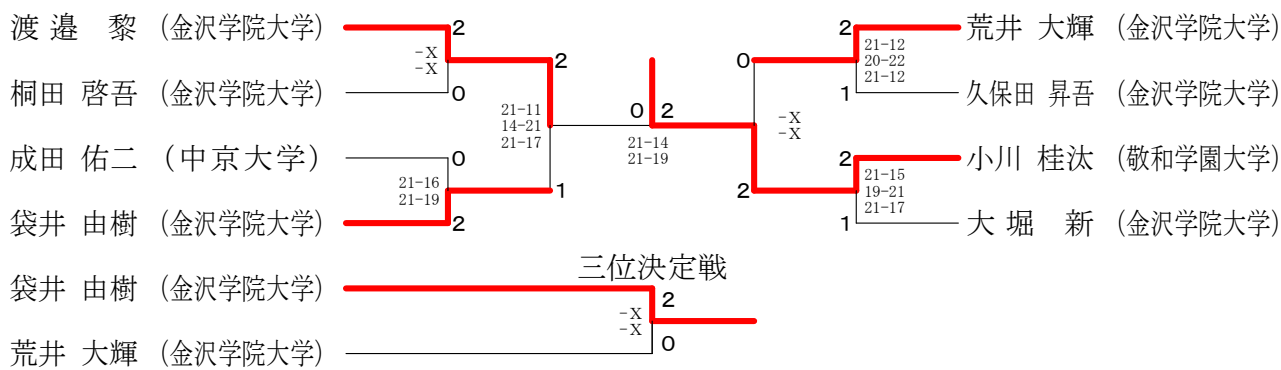 渡邉 黎 (金沢学院大学)
2
-X
-X
0
桐田 啓吾 (金沢学院大学)
2
21-11
14-21
21-17
1
成田 佑二 (中京大学)
0
21-16
21-19
2
袋井 由樹 (金沢学院大学)
0
2
21-14
21-19
荒井 大輝 (金沢学院大学)
2
21-12
20-22
21-12
1
久保田 昇吾 (金沢学院大学)
0
-X
-X
2
小川 桂汰 (敬和学園大学)
2
21-15
19-21
21-17
1
大堀 新 (金沢学院大学)
三位決定戦
袋井 由樹 (金沢学院大学)
2
-X
-X
0
荒井 大輝 (金沢学院大学)